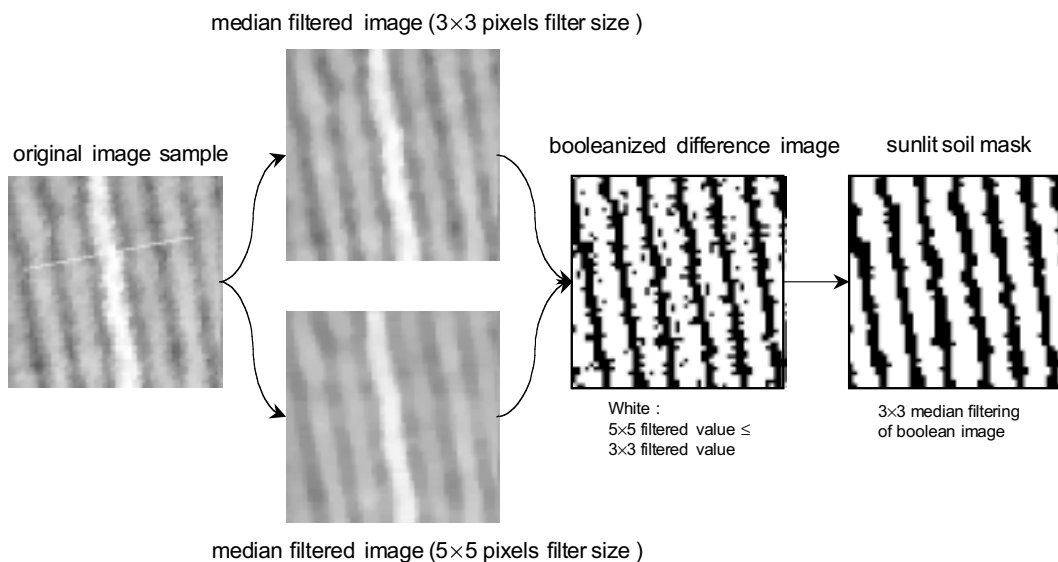 median filtered image (3×3 pixels filter size )
original image sample
booleanized difference image
sunlit soil mask
White :
5×5 filtered value ≤
3×3 filtered value
3×3 median filtering
of boolean image
median filtered image (5×5 pixels filter size )